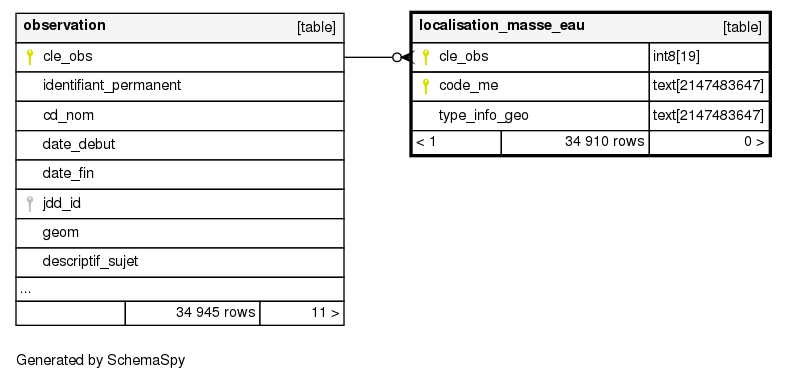 observation [table]
cle_obs
identifiant_permanent
cd_nom
date_debut
date_fin
jdd_id
geom
descriptif_sujet
...
34 945 rows 11 >
localisation_masse_eau [table]
cle_obs int8[19]
code_me text[2147483647]
type_info_geo text[2147483647]
< 1 34 910 rows 0 >
Generated by SchemaSpy